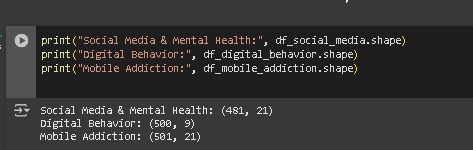 print("Social Media & Mental Health:", df_social_media.shape)
print("Digital Behavior:", df_digital_behavior.shape)
print("Mobile Addiction:", df_mobile_addiction.shape)
Social Media & Mental Health: (481, 21)
Digital Behavior: (500, 9)
Mobile Addiction: (501, 21)